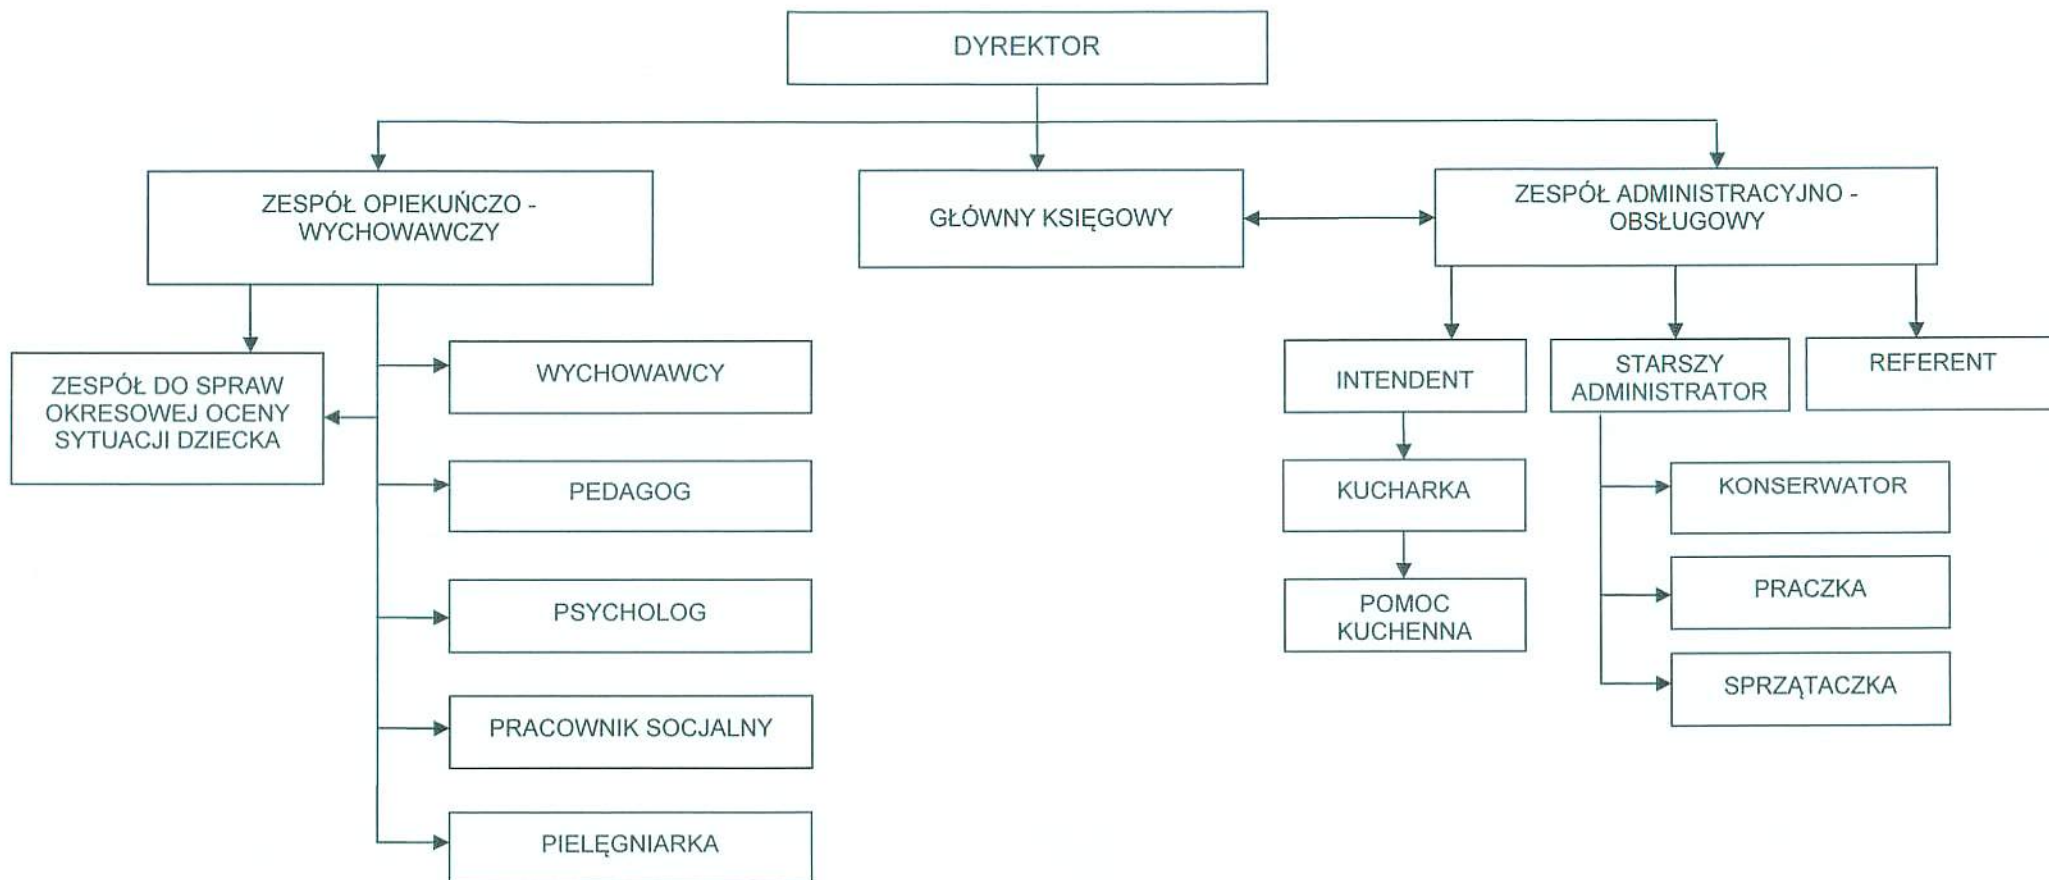 DYREKTOR
ZESPÓŁ OPIEKUŃCZO -
WYCHOWAWCZY
GŁÓWNY KSIĘGOWY
ZESPÓŁ ADMINISTRACYJNO -
OBSŁUGOWY
ZESPÓŁ DO SPRAW
OKRESOWEJ OCENY
SYTUACJI DZIECKA
WYCHOWAWCY
PEDAGOG
PSYCHOLOG
PRACOWNIK SOCJALNY
PIELĘGNIARKA
INTENDENT
KUCHARKA
POMOC
KUCHENNA
STARSZY
ADMINISTRATOR
KONSERWATOR
PRACZKA
SPRZĄTACZKA
REFERENT